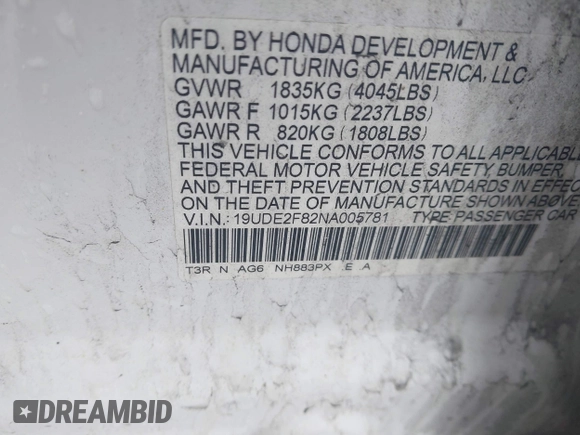 MFD. BY HONDA DEVELOPMENT &
MANUFACTURING OF AMERICA, LLC
GVWR 1835KG (4045LBS)
GAWR F 1015KG (2237LBS)
GAWR R 820KG (1808LBS)
THIS VEHICLE CONFORMS TO ALL APPLICABLE
FEDERAL MOTOR VEHICLE SAFETY, BUMPER,
AND THEFT PREVENTION STANDARDS IN EFFEC
ON THE DATE OF MANUFACTURE SHOWN ABOVE
V.I.N.: 19UDE2F82NA005781 TYPE PASSENGER CAR
T3R N AG6 NH883PX E A
DREAMBID